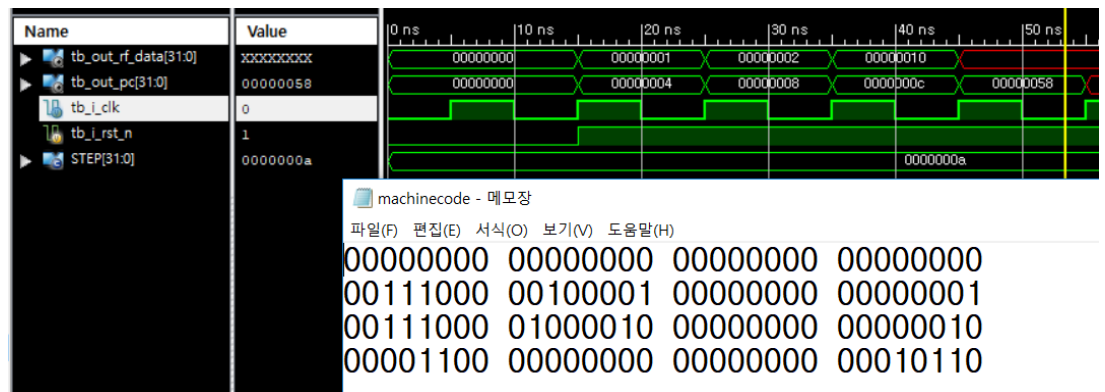 Name Value 0 ns 10 ns 20 ns 30 ns 40 ns 50 ns
tb_out_rf_data[31:0] XXXXXXXX 00000000 00000001 00000002 00000010
tb_out_pc[31:0] 00000058 00000000 00000004 00000008 0000000c 00000058
tb_i_clk 0
tb_i_rst_n 1
STEP[31:0] 0000000a 0000000a
machinecode - 메모장
파일(F) 편집(E) 서식(O) 보기(V) 도움말(H)
00000000 00000000 00000000 00000000
00111000 00100001 00000000 00000001
00111000 01000010 00000000 00000010
00001100 00000000 00000000 00010110